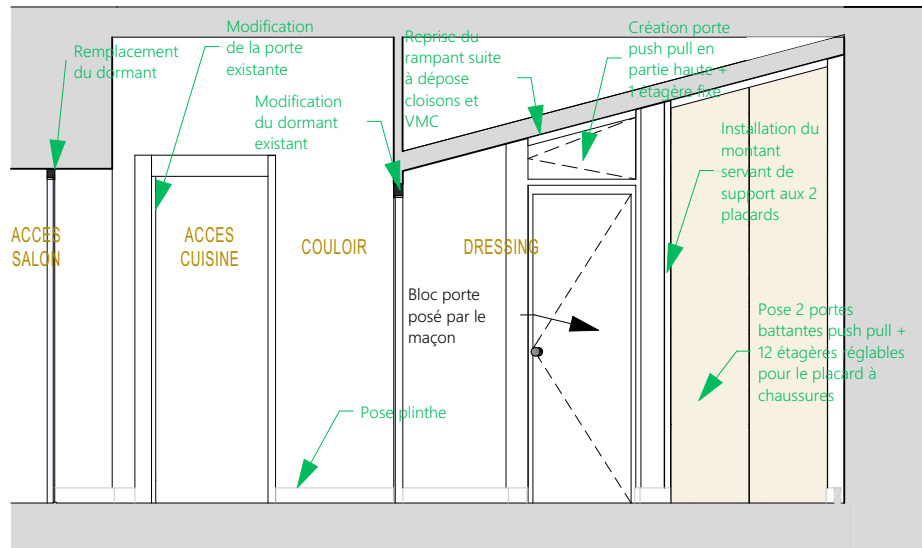 Remplacement
du dormant
Modification
de la porte
existante
Modification
du dormant
existant
Reprise du
rampant suite
à dépose
cloisons et
VMC
Création porte
push pull en
partie haute +
1 étagère fixe
Installation du
montant
servant de
support aux 2
placards
ACCES
SALON
ACCES
CUISINE
COULOIR
DRESSING
Bloc porte
posé par le
maçon
Pose 2 portes
battantes push pull +
12 étagères réglables
pour le placard à
chaussures
Pose plinthe